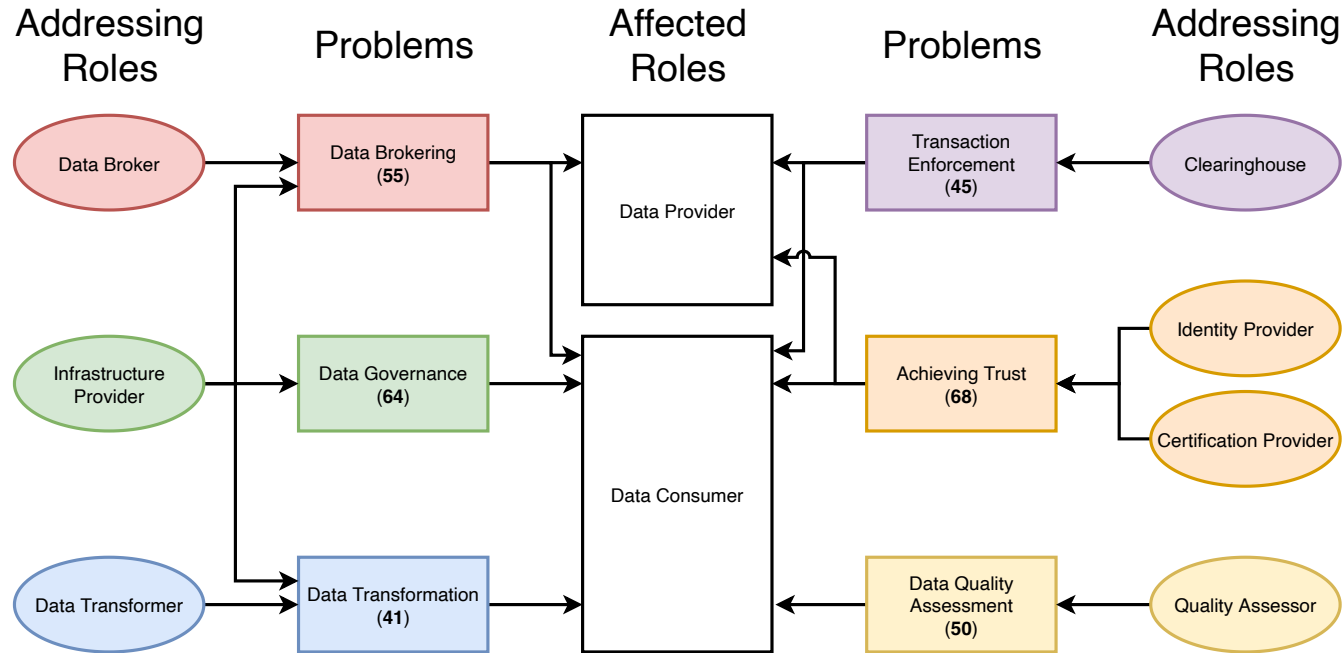 Addressing
Roles
Problems
Affected
Roles
Problems
Addressing
Roles
Data Broker
Data Brokering
(55)
Data Provider
Transaction
Enforcement
(45)
Clearinghouse
Infrastructure
Provider
Data Governance
(64)
Data Consumer
Achieving Trust
(68)
Identity Provider
Certification Provider
Data Transformer
Data Transformation
(41)
Data Quality
Assessment
(50)
Quality Assessor